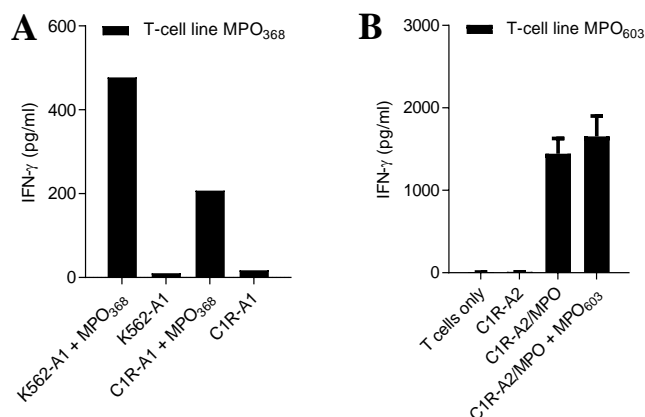 A
T-cell line MPO₃₆₈
IFN-γ (pg/ml)
600
400
200
0
K562-A1 + MPO₃₆₈
K562-A1
C1R-A1 + MPO₃₆₈
C1R-A1
B
T-cell line MPO₆₀₃
IFN-γ (pg/ml)
3000
2000
1000
0
T cells only
C1R-A2
C1R-A2/MPO
C1R-A2/MPO + MPO₆₀₃